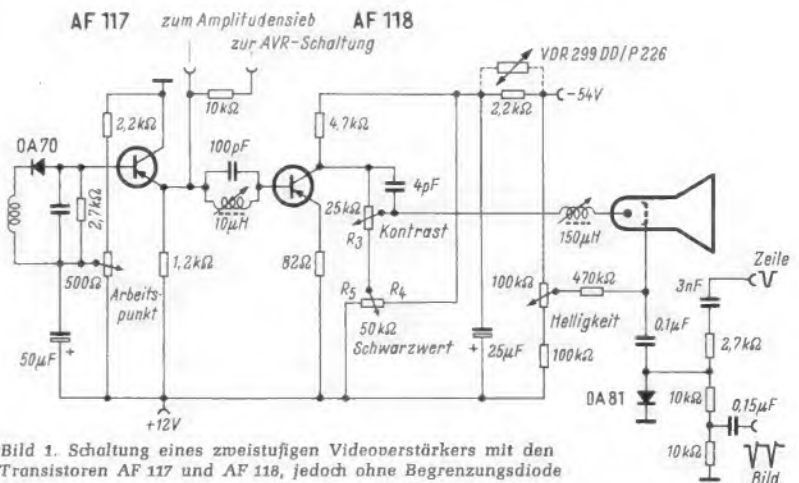 AF 117 zum Amplitudensieb AF 118
zur AVR-Schaltung
VDR 299 DD/P 226
10kΩ
2,2kΩ
-54V
2,2kΩ
4,7kΩ
OA70
100pF
4pF
2,7kΩ
10µH
25kΩ
R3
Kontrast
150µH
500Ω
Arbeits-
punkt
1,2kΩ
82Ω
R5 R4
50kΩ
Schwarzwert
100kΩ
470kΩ
Helligkeit
Zeile
3nF
0,1µF
2,7kΩ
50µF
+
+
25µF
100kΩ
OA81
10kΩ
0,15µF
10kΩ
+12V
Bild
Bild 1. Schaltung eines zweistufigen Videoverstärkers mit den
Transistoren AF 117 und AF 118, jedoch ohne Begrenzungsdiode